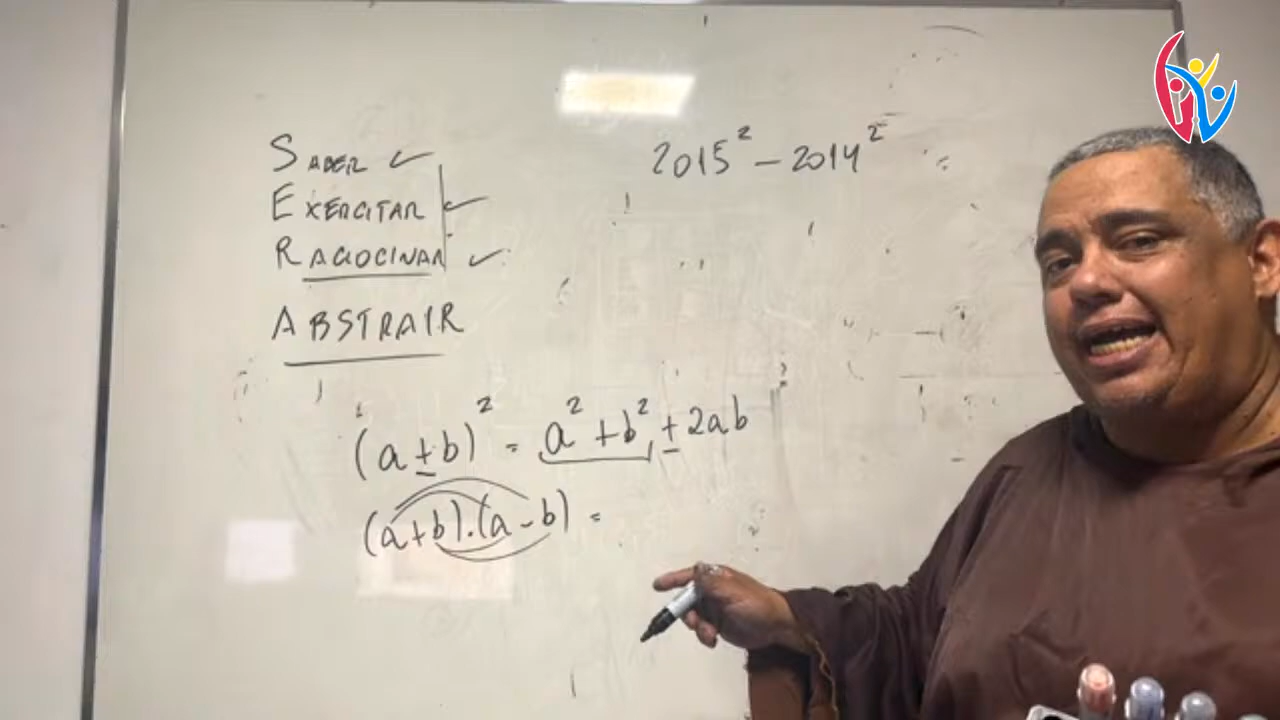 SABER
EXERCITAR
RACIOCINAR
ABSTRAIR
2015² - 2014² =
(a ± b)² = a² + b² ± 2ab
(a+b).(a-b) =